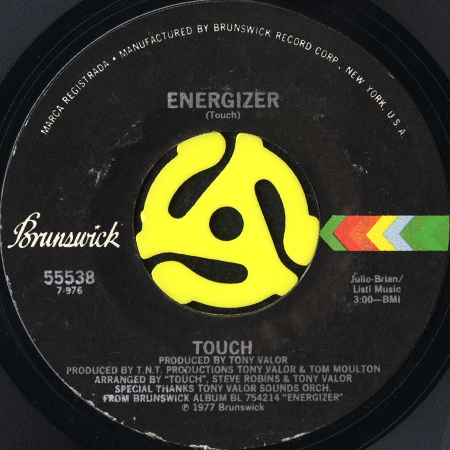 MARCA REGISTRADA • MANUFACTURED BY BRUNSWICK RECORD CORP., NEW YORK, U.S.A.
ENERGIZER
(Touch)
Brunswick
55538
7-976
Julio-Brian/
Listi Music
3:00—BMI
TOUCH
PRODUCED BY TONY VALOR
PRODUCED BY T.N.T. PRODUCTIONS TONY VALOR & TOM MOULTON
ARRANGED BY "TOUCH", STEVE ROBINS & TONY VALOR
SPECIAL THANKS TONY VALOR SOUNDS ORCH.
FROM BRUNSWICK ALBUM BL 754214 "ENERGIZER"
℗ 1977 Brunswick